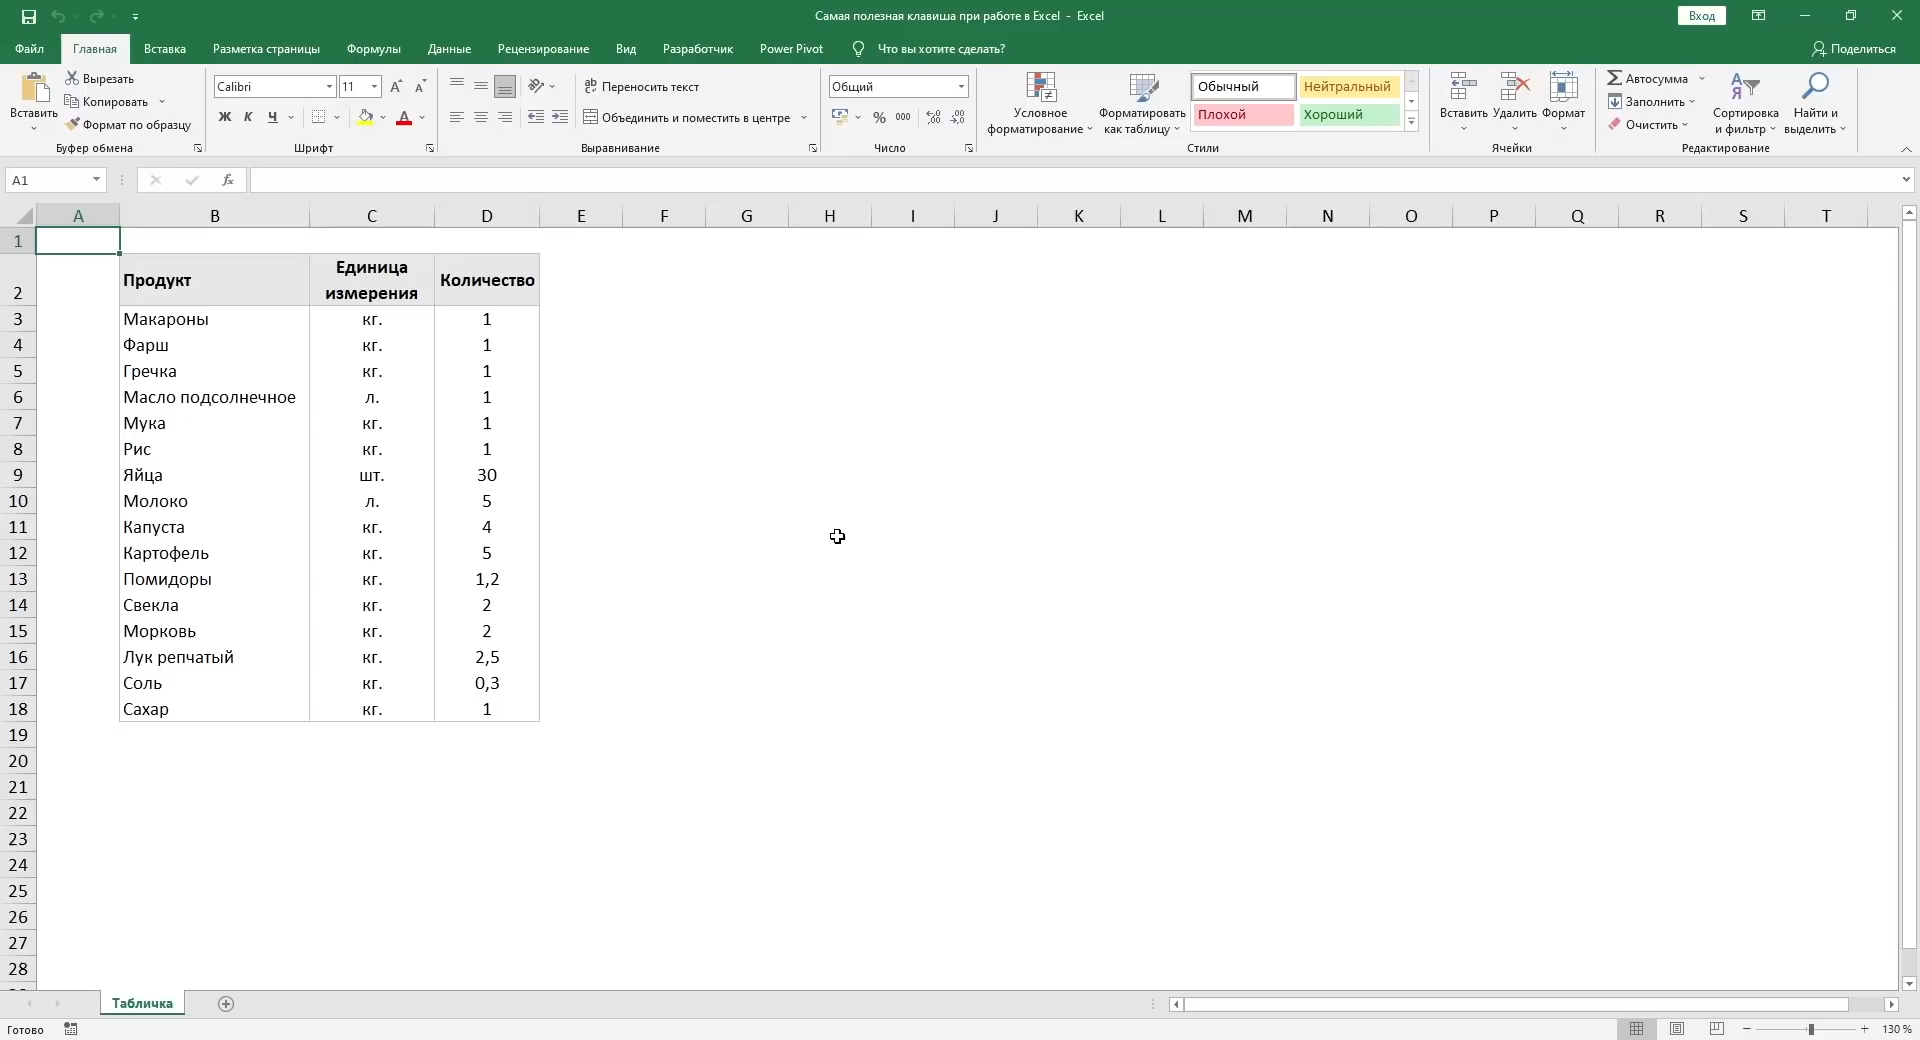 Самая полезная клавиша при работе в Excel - Excel
Вход
Файл Главная Вставка Разметка страницы Формулы Данные Рецензирование Вид Разработчик Power Pivot Что вы хотите сделать? Поделиться
Вставить
Вырезать
Копировать
Формат по образцу
Буфер обмена
Calibri 11
Ж К Ч
Шрифт
Переносить текст
Объединить и поместить в центре
Выравнивание
Общий
% 000
Число
Условное
форматирование
Форматировать
как таблицу
Обычный Нейтральный
Плохой Хороший
Стили
Вставить Удалить Формат
Ячейки
Автосумма
Заполнить
Очистить
Сортировка
и фильтр
Найти и
выделить
Редактирование
A1
fx
A B C D E F G H I J K L M N O P Q R S T
1
2 Продукт Единица измерения Количество
3 Макароны кг. 1
4 Фарш кг. 1
5 Гречка кг. 1
6 Масло подсолнечное л. 1
7 Мука кг. 1
8 Рис кг. 1
9 Яйца шт. 30
10 Молоко л. 5
11 Капуста кг. 4
12 Картофель кг. 5
13 Помидоры кг. 1,2
14 Свекла кг. 2
15 Морковь кг. 2
16 Лук репчатый кг. 2,5
17 Соль кг. 0,3
18 Сахар кг. 1
19
20
21
22
23
24
25
26
27
28
Табличка
Готово
130 %